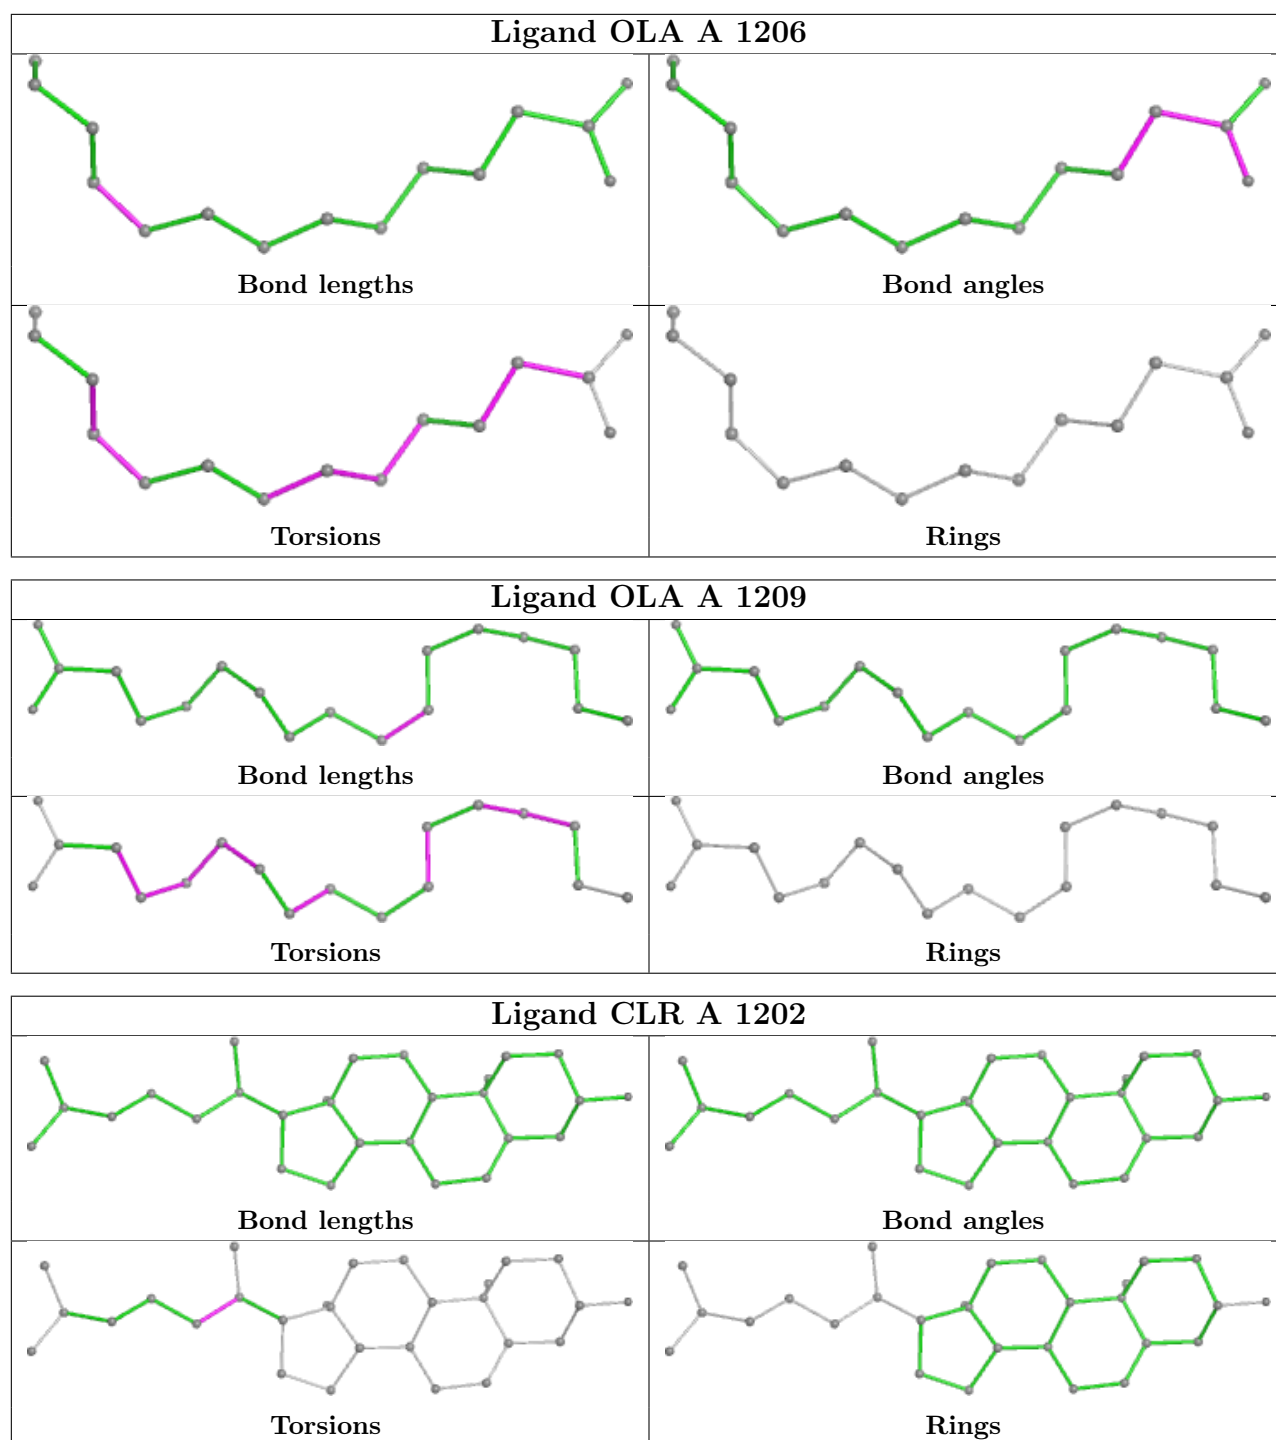 Ligand OLA A 1206
Bond lengths
Bond angles
Torsions
Rings
Ligand OLA A 1209
Bond lengths
Bond angles
Torsions
Rings
Ligand CLR A 1202
Bond lengths
Bond angles
Torsions
Rings